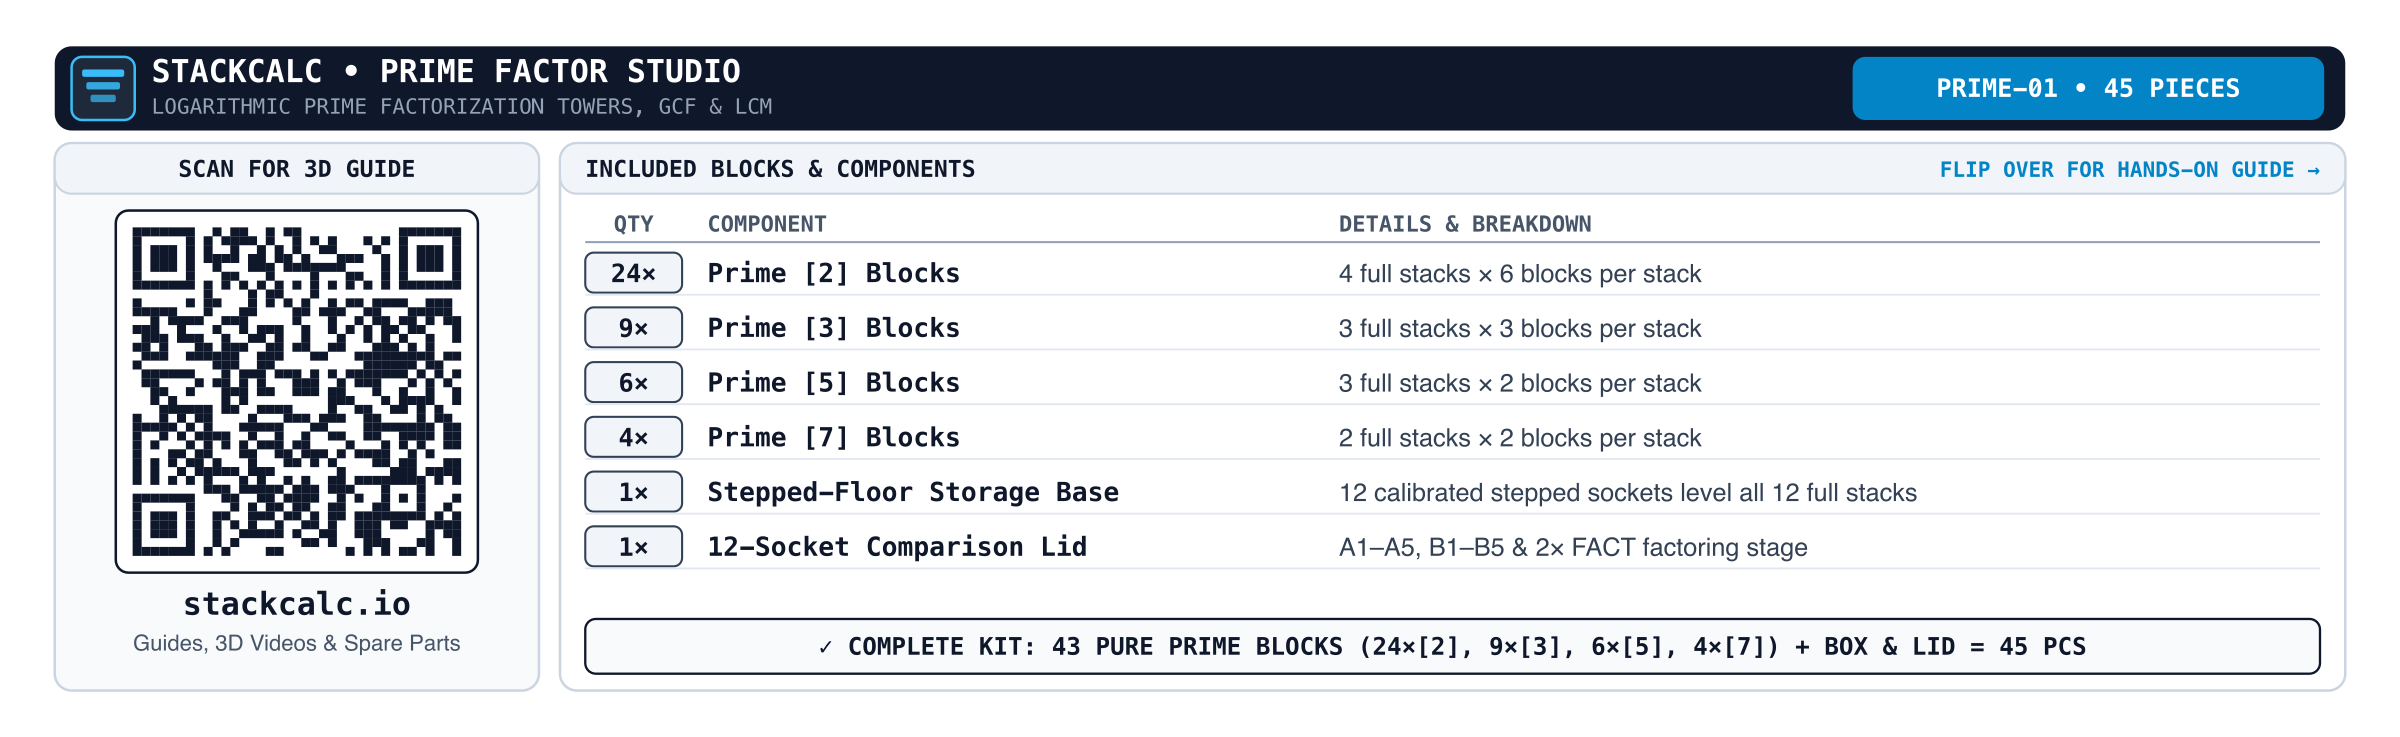 STACKCALC • PRIME FACTOR STUDIO
LOGARITHMIC PRIME FACTORIZATION TOWERS, GCF & LCM
PRIME–01 • 45 PIECES
SCAN FOR 3D GUIDE
stackcalc.io
Guides, 3D Videos & Spare Parts
INCLUDED BLOCKS & COMPONENTS
FLIP OVER FOR HANDS–ON GUIDE →
QTY COMPONENT DETAILS & BREAKDOWN
24× Prime [2] Blocks 4 full stacks × 6 blocks per stack
9× Prime [3] Blocks 3 full stacks × 3 blocks per stack
6× Prime [5] Blocks 3 full stacks × 2 blocks per stack
4× Prime [7] Blocks 2 full stacks × 2 blocks per stack
1× Stepped–Floor Storage Base 12 calibrated stepped sockets level all 12 full stacks
1× 12–Socket Comparison Lid A1–A5, B1–B5 & 2× FACT factoring stage
✓ COMPLETE KIT: 43 PURE PRIME BLOCKS (24×[2], 9×[3], 6×[5], 4×[7]) + BOX & LID = 45 PCS